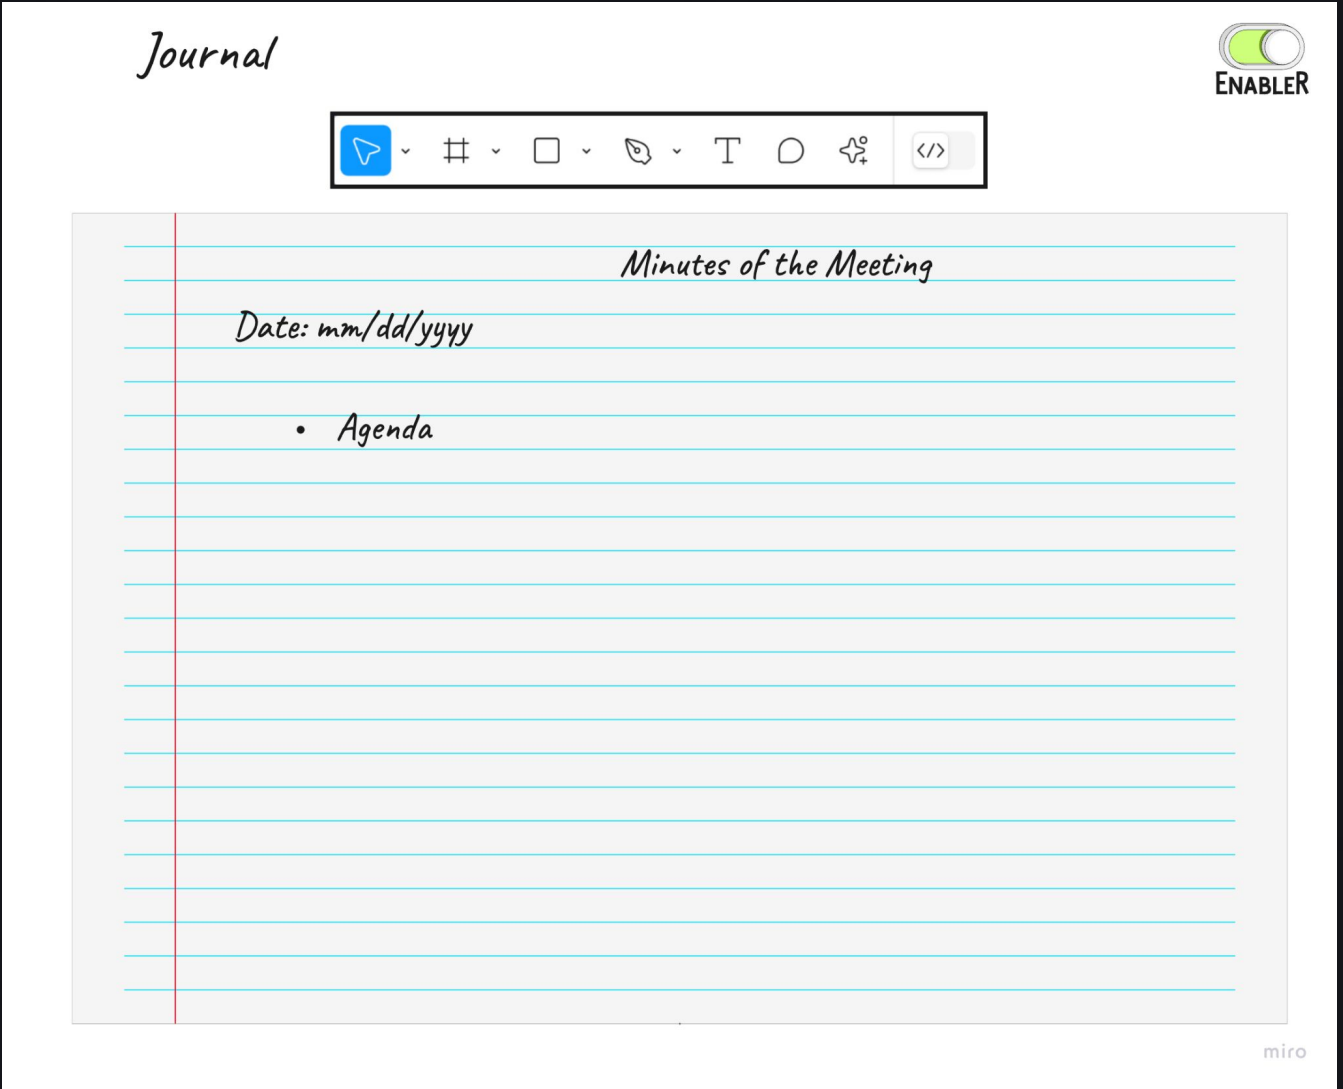 Journal
ENABLER
T
</>
Minutes of the Meeting
Date: mm/dd/yyyy
• Agenda
miro